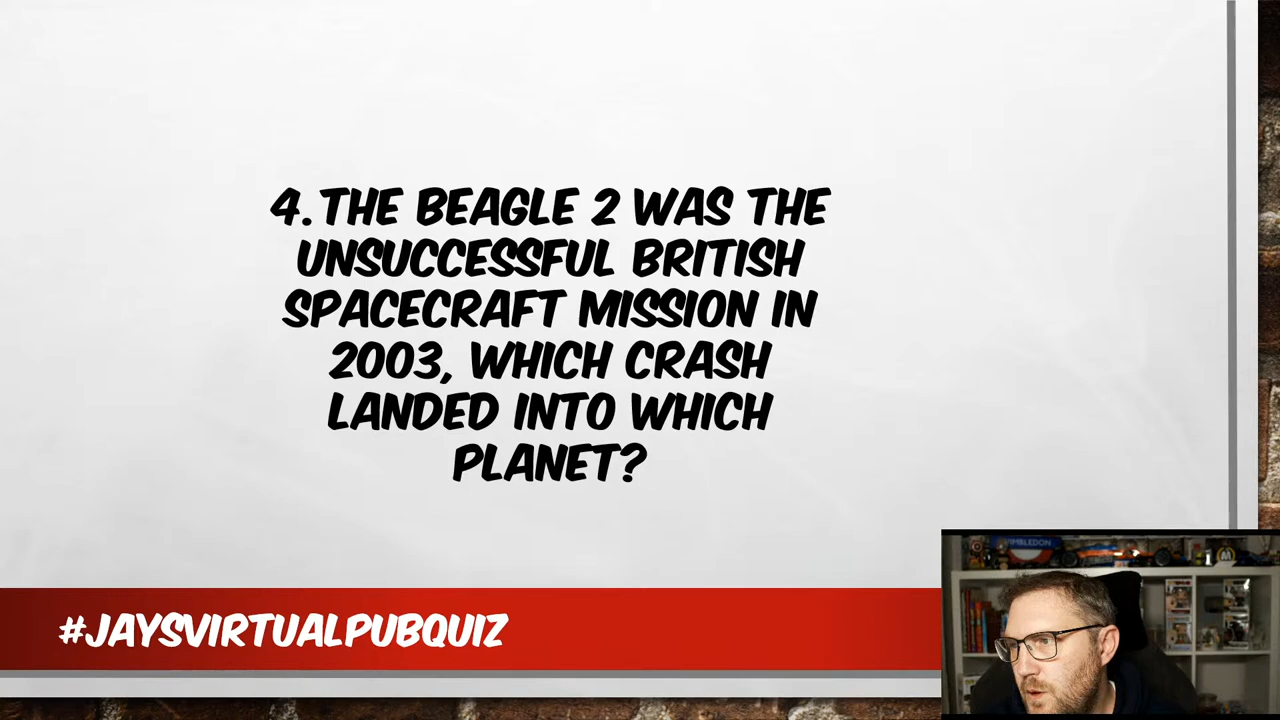 4. THE BEAGLE 2 WAS THE
UNSUCCESSFUL BRITISH
SPACECRAFT MISSION IN
2003, WHICH CRASH
LANDED INTO WHICH
PLANET?
#JAYSVIRTUALPUBQUIZ